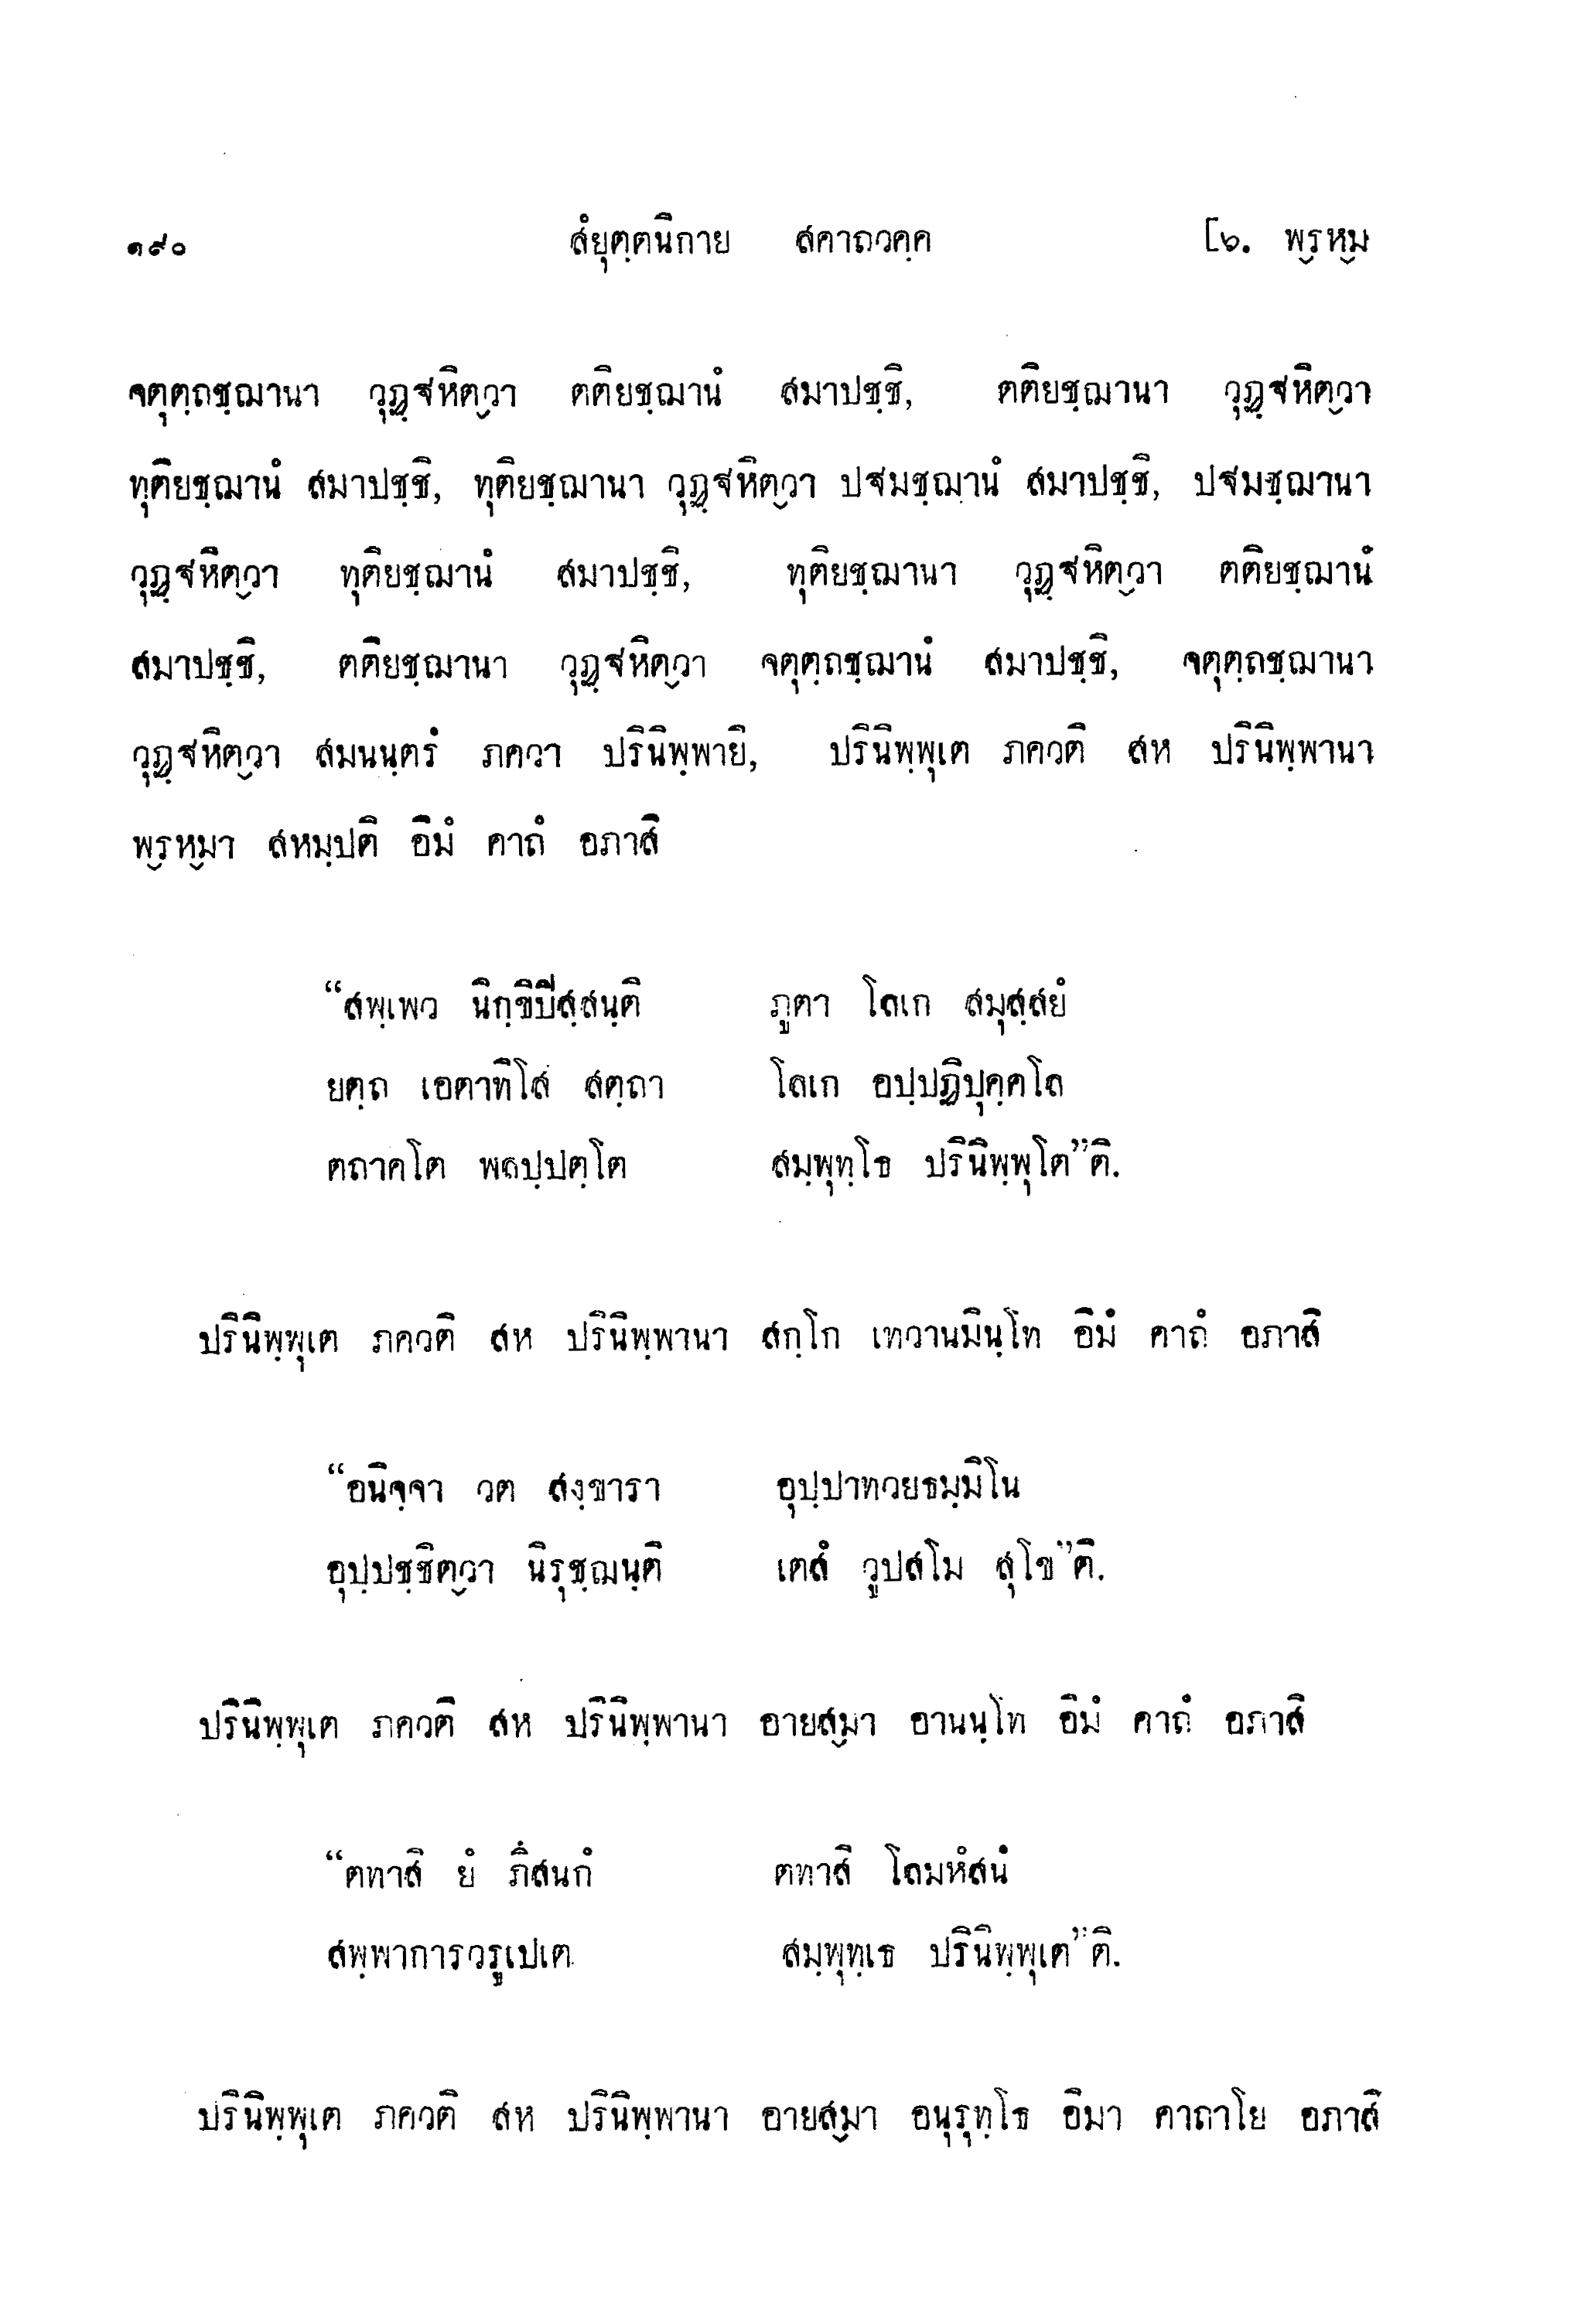 ๑๙๐ สํยุตฺตนิกาย สคาถวคฺค [๖. พฺรหฺม
จตุตฺถชฺฌานา วุฏฺฐหิตฺวา ตติยชฺฌานํ สมาปชฺชิ, ตติยชฺฌานา วุฏฺฐหิตฺวา
ทุติยชฺฌานํ สมาปชฺชิ, ทุติยชฺฌานา วุฏฺฐหิตฺวา ปฐมชฺฌานํ สมาปชฺชิ, ปฐมชฺฌานา
วุฏฺฐหิตฺวา ทุติยชฺฌานํ สมาปชฺชิ, ทุติยชฺฌานา วุฏฺฐหิตฺวา ตติยชฺฌานํ
สมาปชฺชิ, ตติยชฺฌานา วุฏฺฐหิตฺวา จตุตฺถชฺฌานํ สมาปชฺชิ, จตุตฺถชฺฌานา
วุฏฺฐหิตฺวา สมนนฺตรํ ภควา ปรินิพฺพายิ, ปรินิพฺพุเต ภควติ สห ปรินิพฺพานา
พฺรหฺมา สหมฺปติ อิมํ คาถํ อภาสิ
“สพฺเพว นิกฺขิปิสฺสนฺติ ภูตา โลเก สมุสฺสยํ
ยตฺถ เอตาทิโส สตฺถา โลเก อปฺปฏิปุคฺคโล
ตถาคโต พลปฺปตฺโต สมฺพุทฺโธ ปรินิพฺพุโต”ติ.
ปรินิพฺพุเต ภควติ สห ปรินิพฺพานา สกฺโก เทวานมินฺโท อิมํ คาถํ อภาสิ
“อนิจฺจา วต สงฺขารา อุปฺปาทวยธมฺมิโน
อุปฺปชฺชิตฺวา นิรุชฺฌนฺติ เตสํ วูปสโม สุโข”ติ.
ปรินิพฺพุเต ภควติ สห ปรินิพฺพานา อายสฺมา อานนฺโท อิมํ คาถํ อภาสิ
“ตทาสิ ยํ ภึสนกํ ตทาสิ โลมหํสนํ
สพฺพาการวรูเปเต สมฺพุทฺเธ ปรินิพฺพุเต”ติ.
ปรินิพฺพุเต ภควติ สห ปรินิพฺพานา อายสฺมา อนุรุทฺโธ อิมา คาถาโย อภาสิ